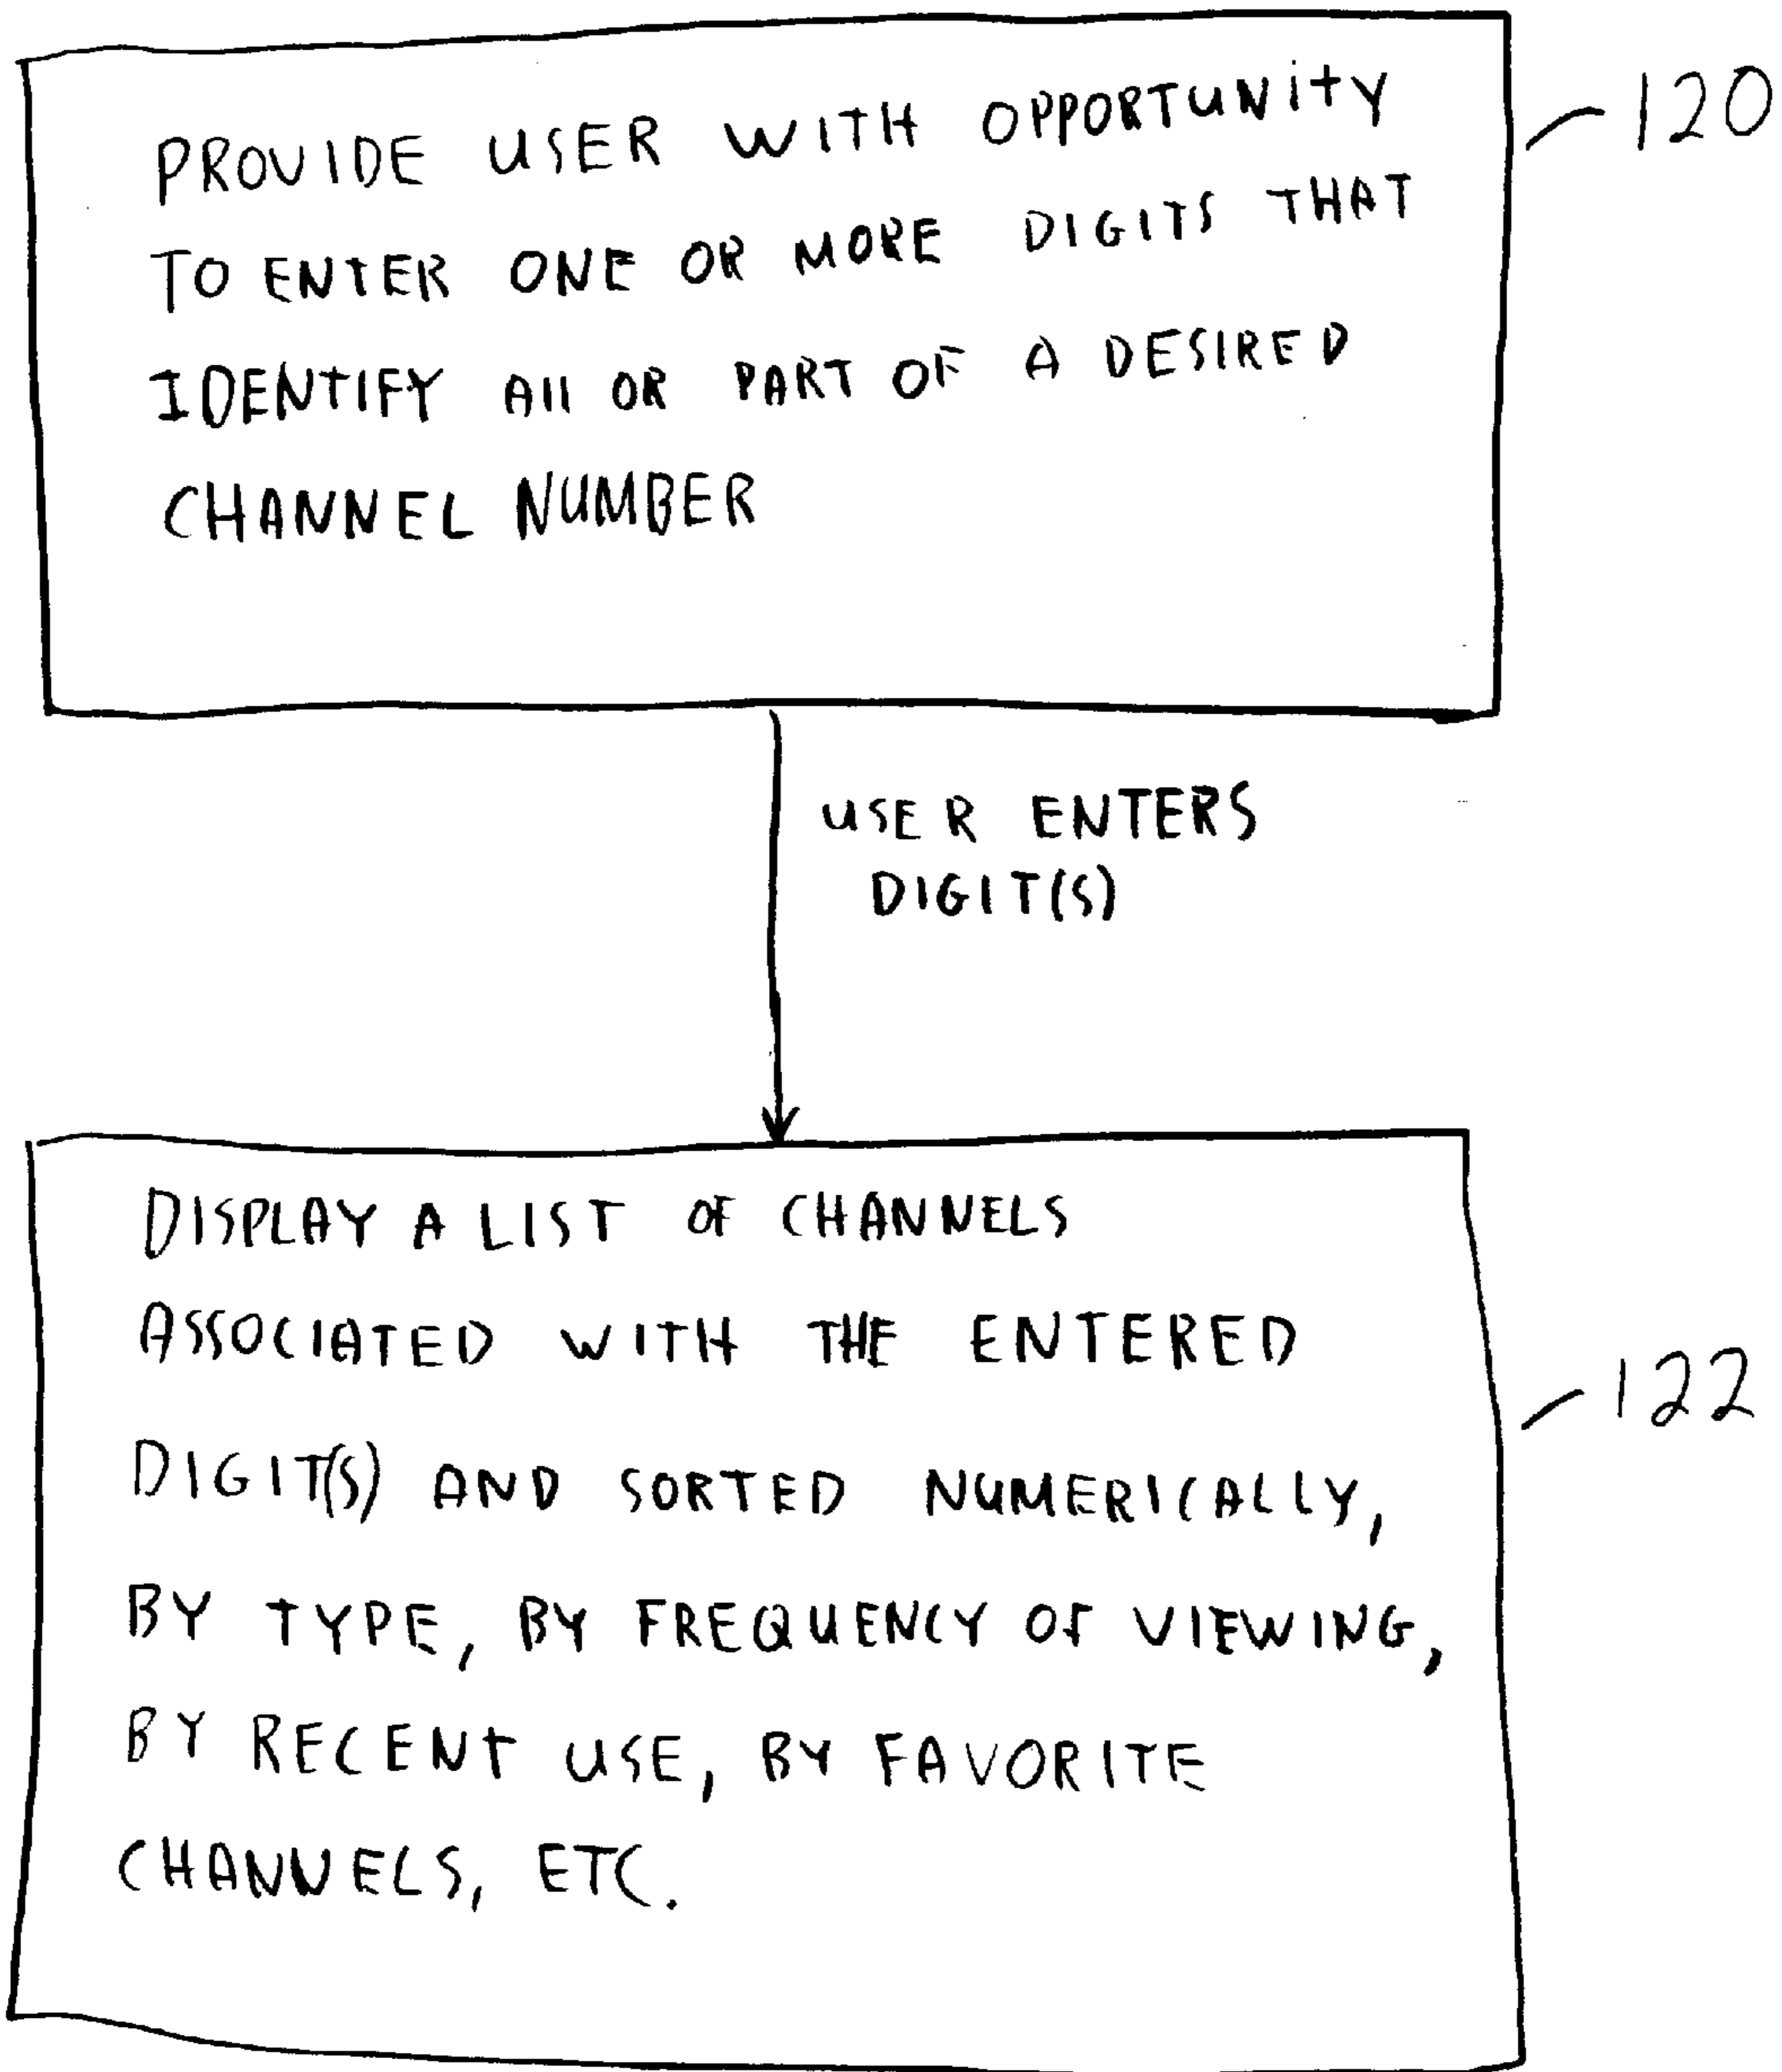 PROVIDE USER WITH OPPORTUNITY
120
TO ENTER ONE OR MORE DIGITS THAT
IDENTIFY All OR PART OF A DESIRED
CHANNEL NUMBER
USER ENTERS
DIGIT(S)
DISPLAY A LIST OF CHANNELS
ASSOCIATED WITH THE ENTERED
122
DIGIT(S) AND SORTED NUMERICALLY,
BY TYPE, BY FREQUENCY OF VIEWING,
BY RECENT USE, BY FAVORITE
CHANNELS, ETC.